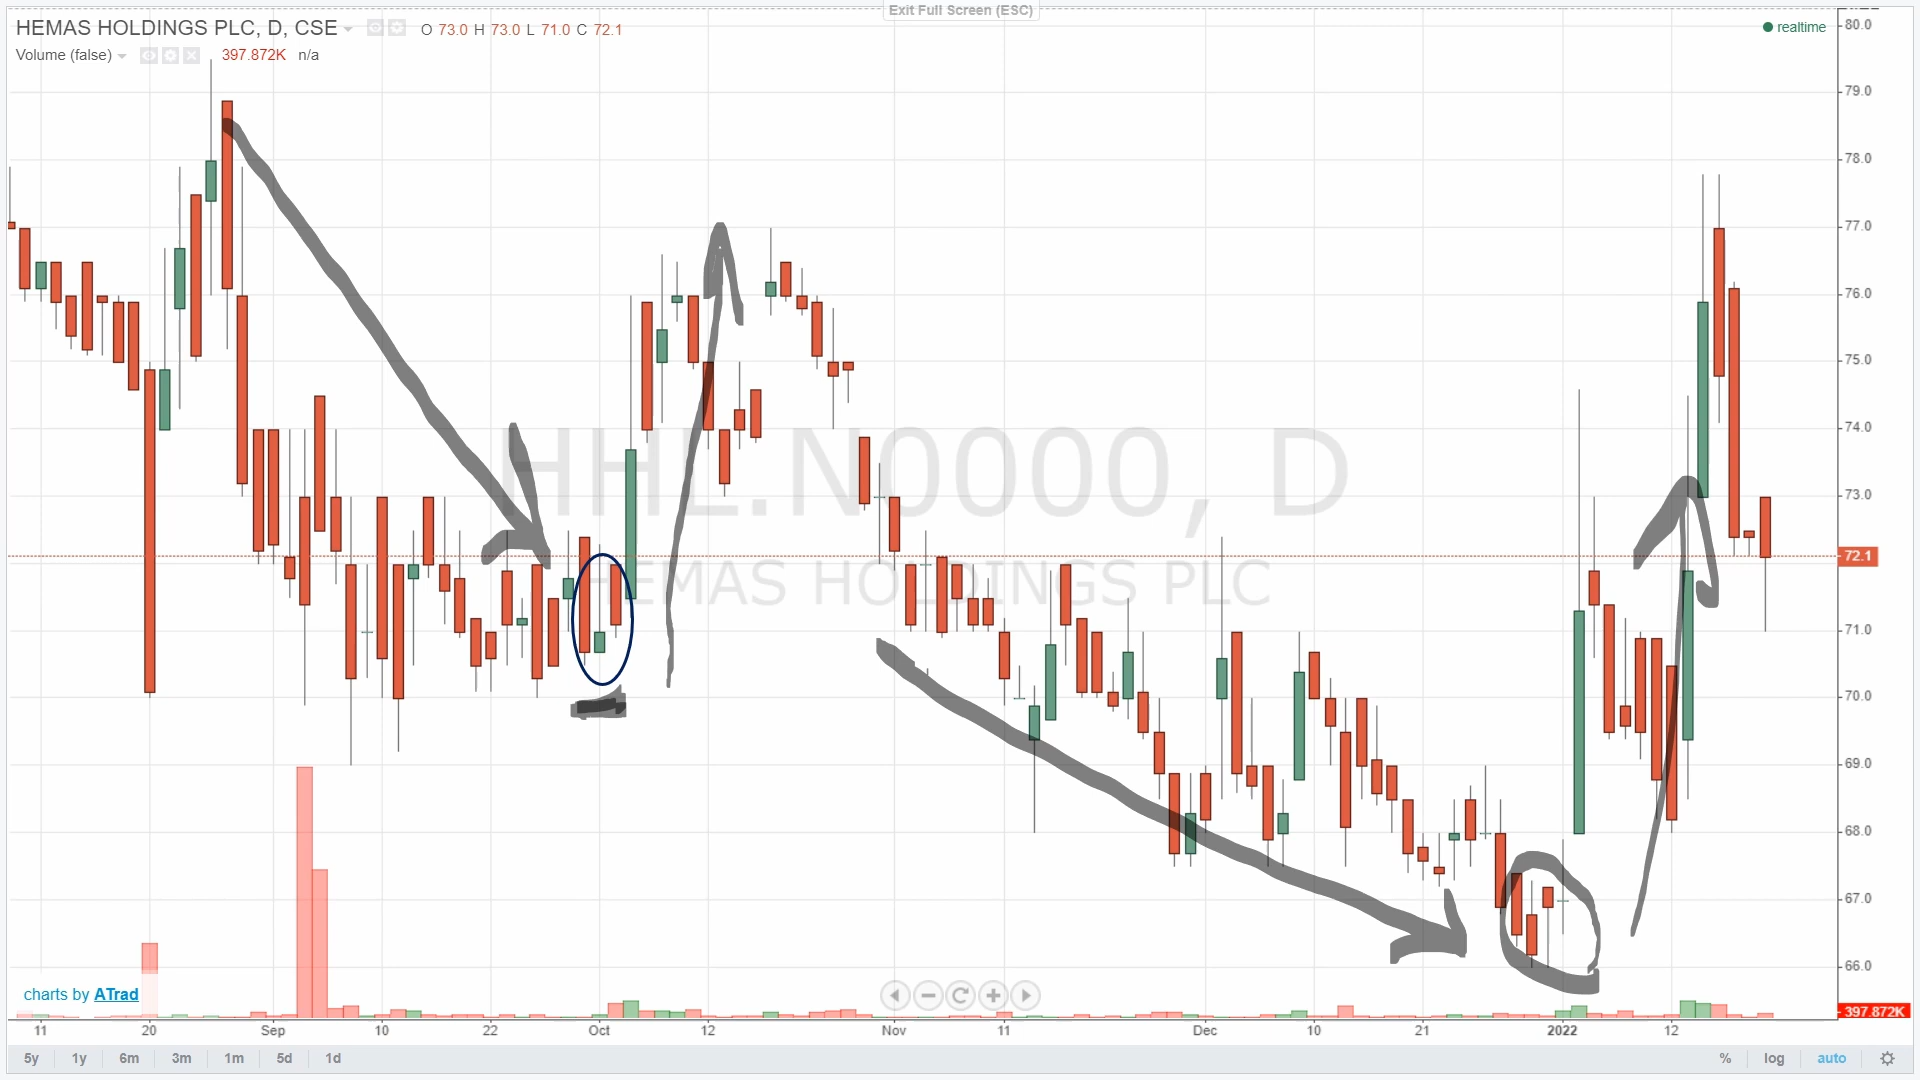 Exit Full Screen (ESC)
HEMAS HOLDINGS PLC, D, CSE O 73.0 H 73.0 L 71.0 C 72.1
realtime
Volume (false) 397.872K n/a
80.0
79.0
78.0
77.0
76.0
75.0
74.0
73.0
72.1
71.0
70.0
69.0
68.0
67.0
66.0
HHL.N0000, D
HEMAS HOLDINGS PLC
charts by ATrad
397.872K
11 20 Sep 10 22 Oct 12 Nov 11 Dec 10 21 2022 12
5y 1y 6m 3m 1m 5d 1d % log auto